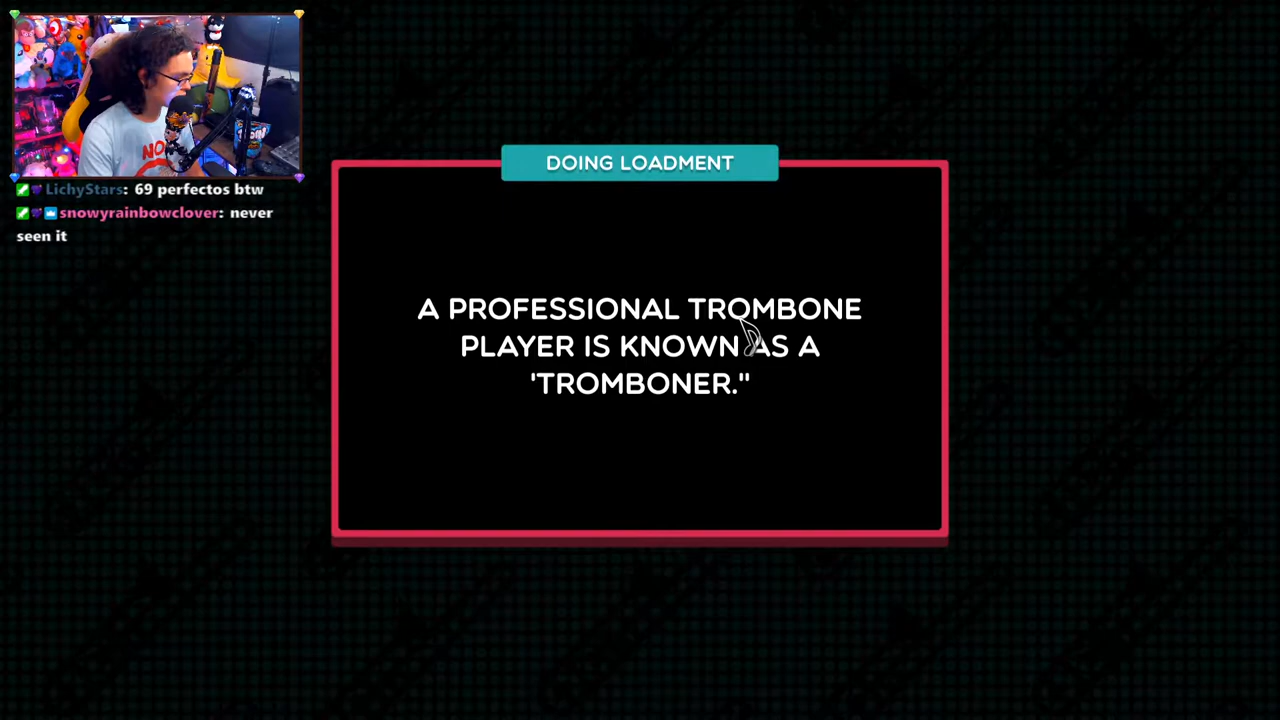 LichyStars: 69 perfectos btw
snowyrainbowclover: never
seen it
DOING LOADMENT
A PROFESSIONAL TROMBONE
PLAYER IS KNOWN AS A
'TROMBONER."